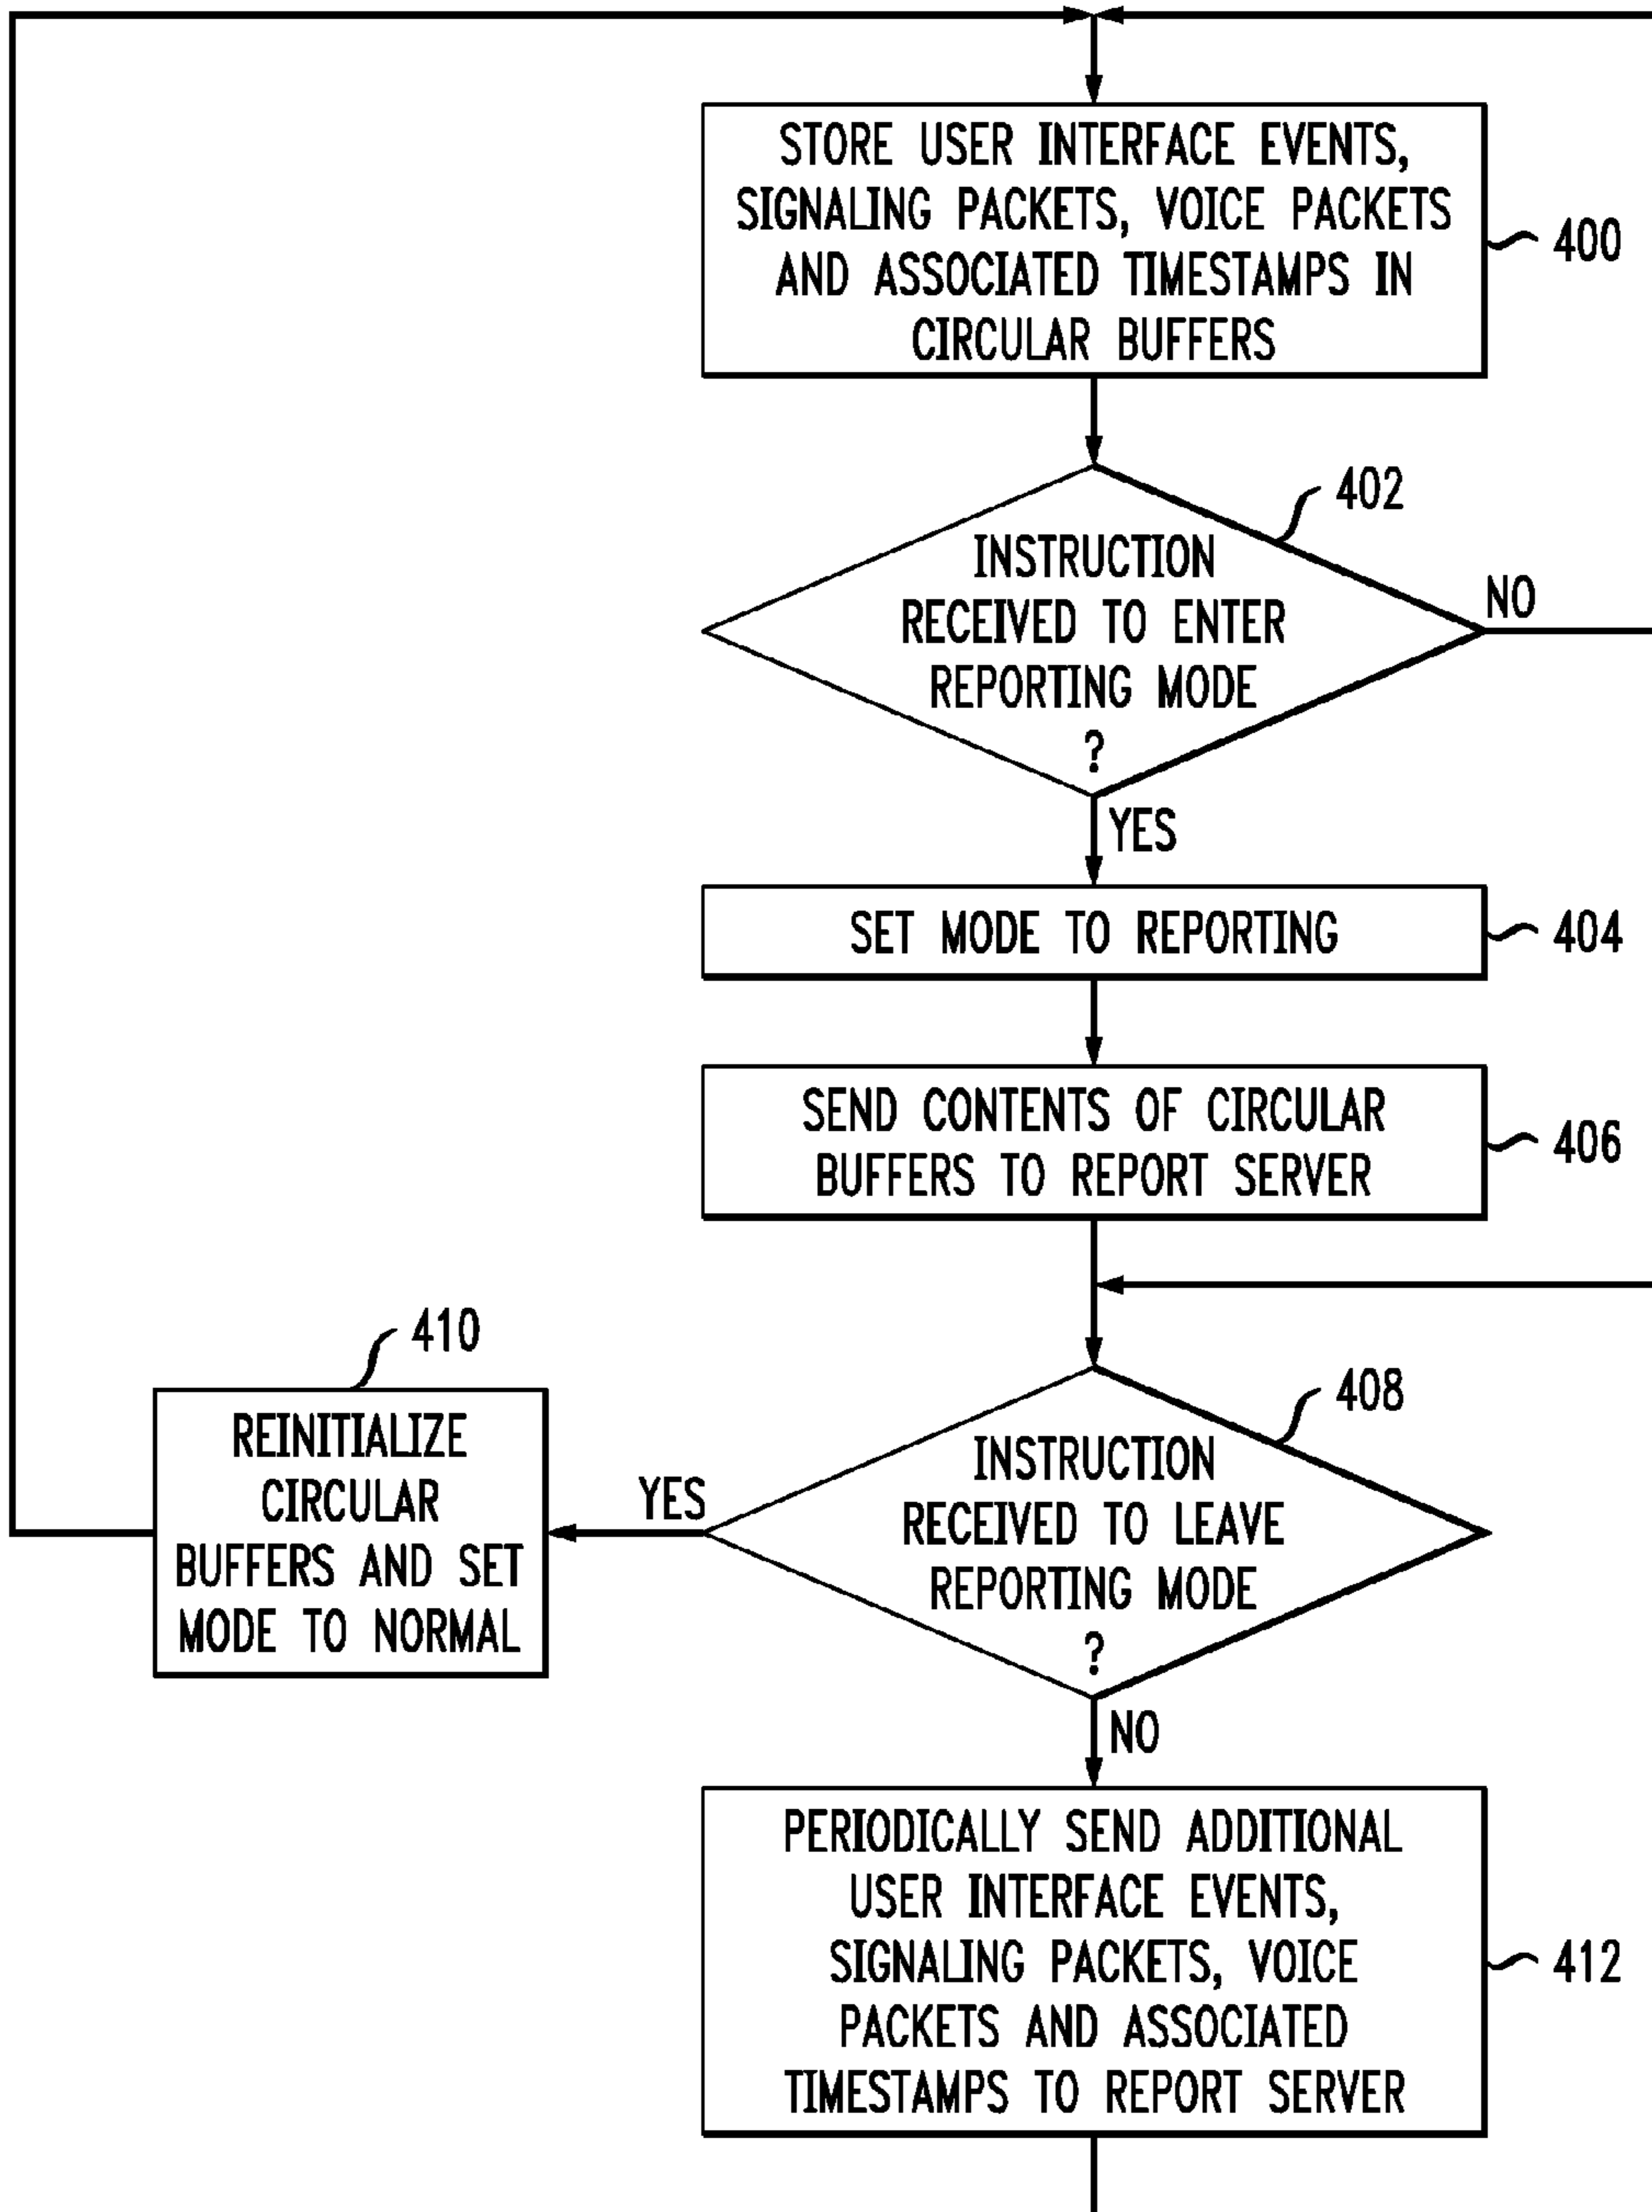 STORE USER INTERFACE EVENTS,
SIGNALING PACKETS, VOICE PACKETS
AND ASSOCIATED TIMESTAMPS IN
CIRCULAR BUFFERS
400
402
INSTRUCTION
RECEIVED TO ENTER
REPORTING MODE
?
NO
YES
SET MODE TO REPORTING
404
SEND CONTENTS OF CIRCULAR
BUFFERS TO REPORT SERVER
406
408
INSTRUCTION
RECEIVED TO LEAVE
REPORTING MODE
?
YES
410
REINITIALIZE
CIRCULAR
BUFFERS AND SET
MODE TO NORMAL
NO
PERIODICALLY SEND ADDITIONAL
USER INTERFACE EVENTS,
SIGNALING PACKETS, VOICE
PACKETS AND ASSOCIATED
TIMESTAMPS TO REPORT SERVER
412